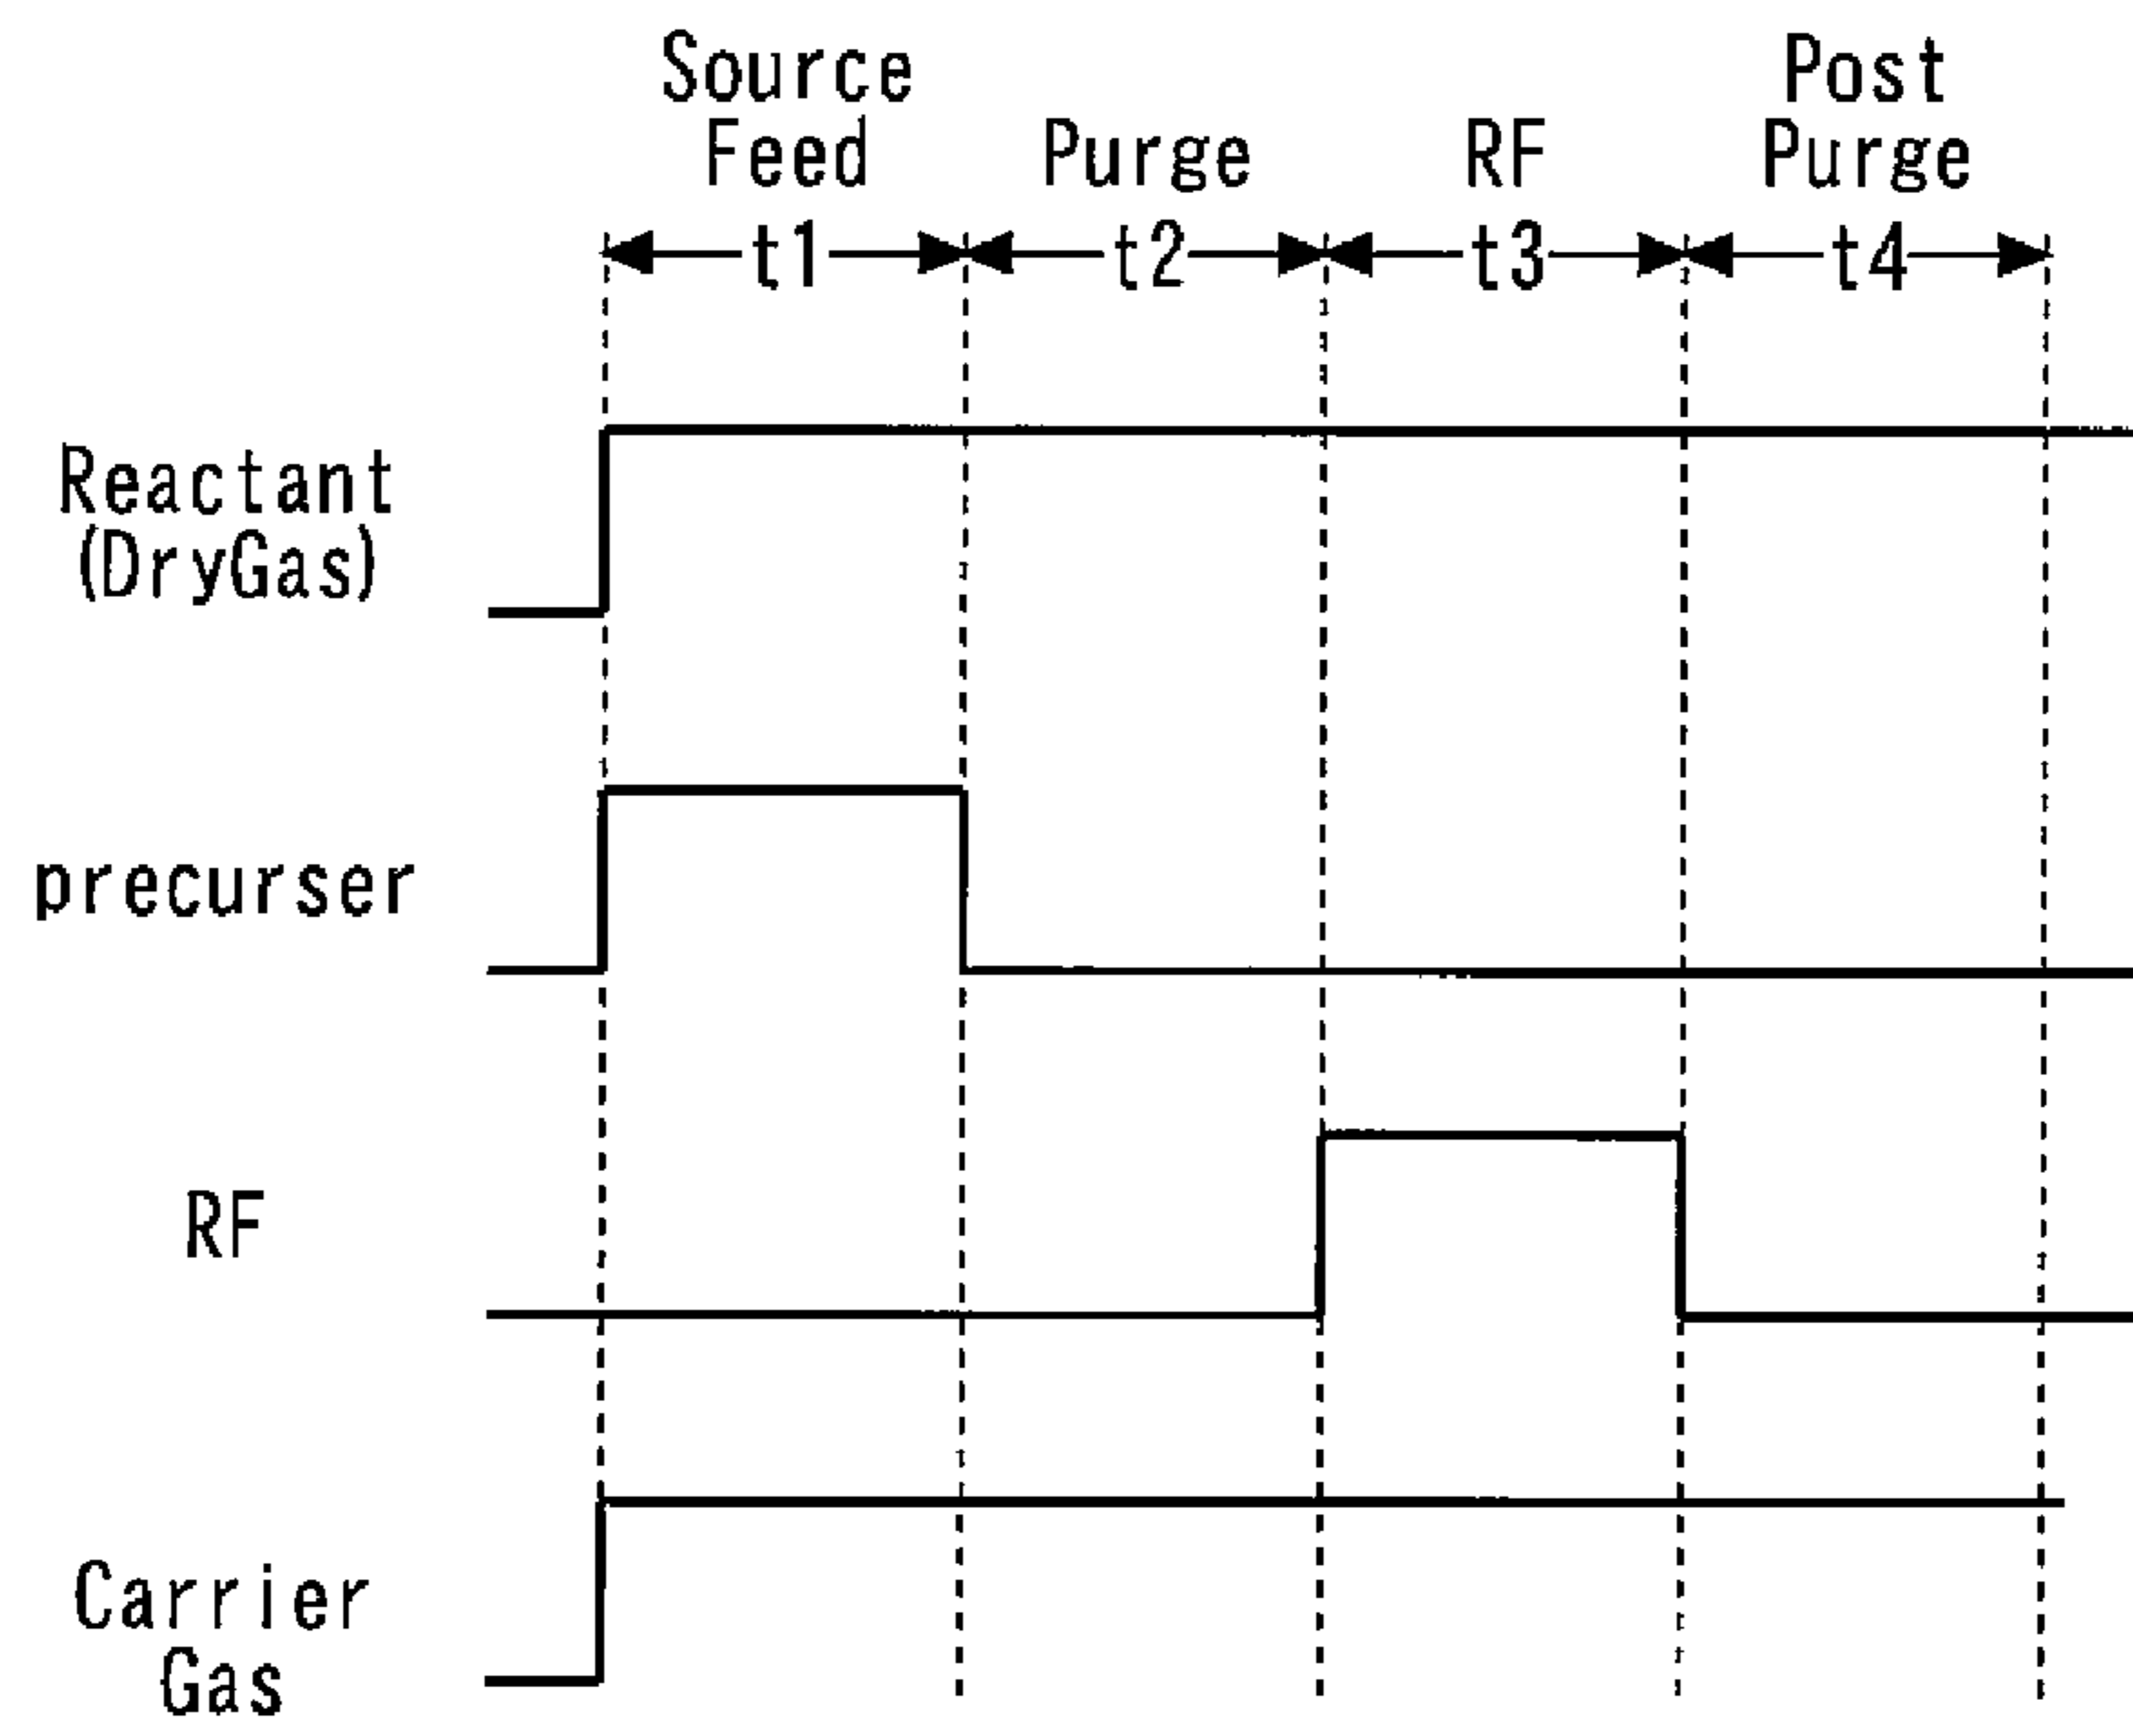 Source
Feed
Purge
RF
Post
Purge
t1
t2
t3
t4
Reactant
(DryGas)
precurser
RF
Carrier
Gas